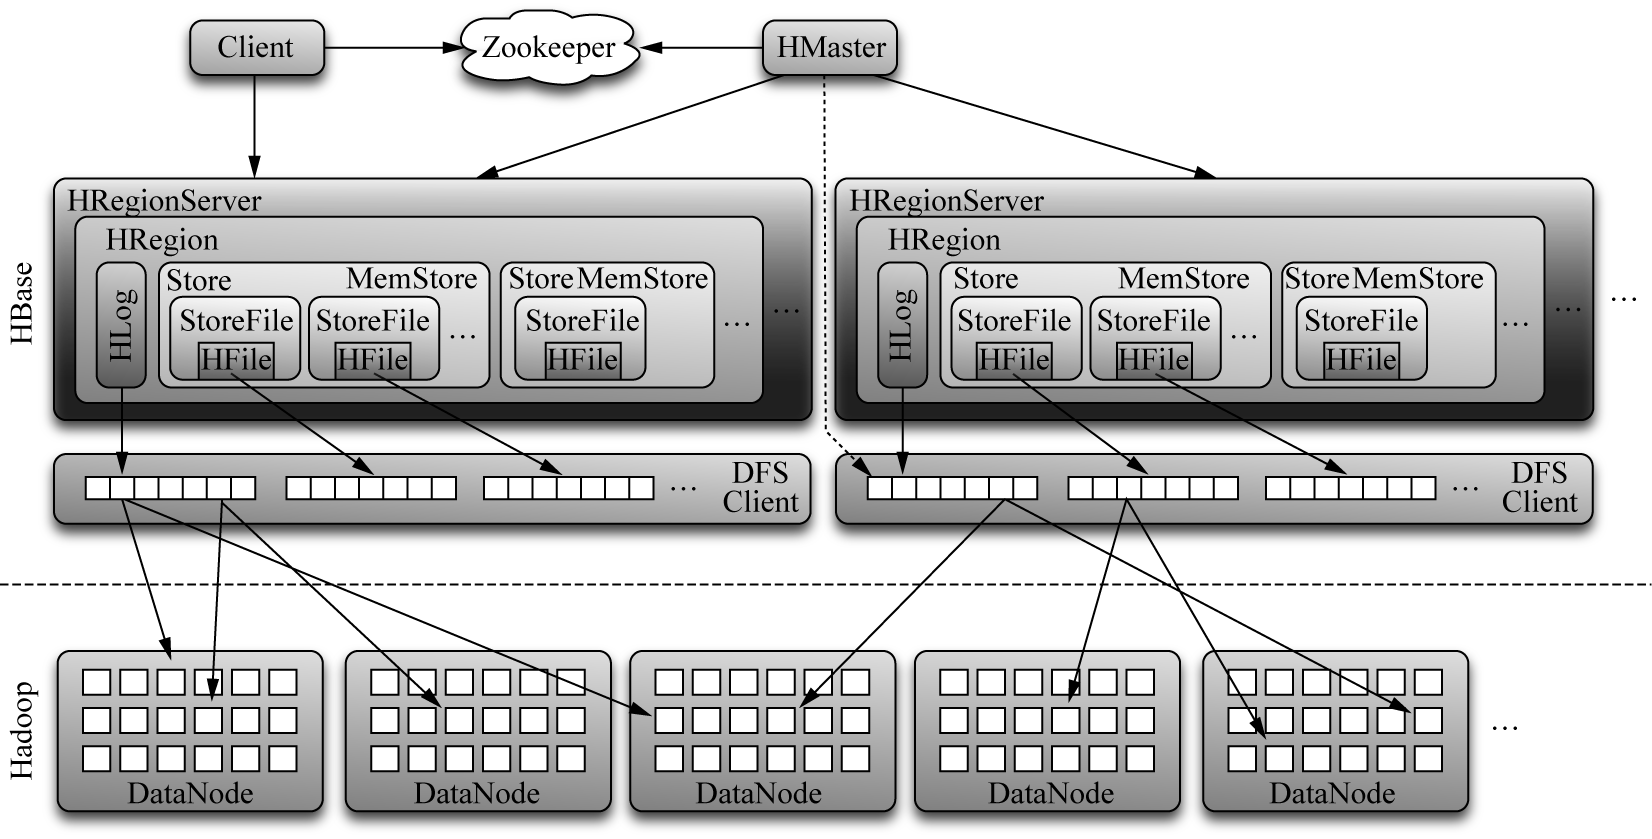 Client
Zookeeper
HMaster
HBase
HRegionServer
HRegion
HLog
Store
MemStore
StoreFile
HFile
StoreFile
HFile
...
Store MemStore
StoreFile
HFile
...
...
HRegionServer
HRegion
HLog
Store
MemStore
StoreFile
HFile
StoreFile
HFile
...
Store MemStore
StoreFile
HFile
...
...
...
...
DFS
Client
...
DFS
Client
Hadoop
DataNode
DataNode
DataNode
DataNode
DataNode
...